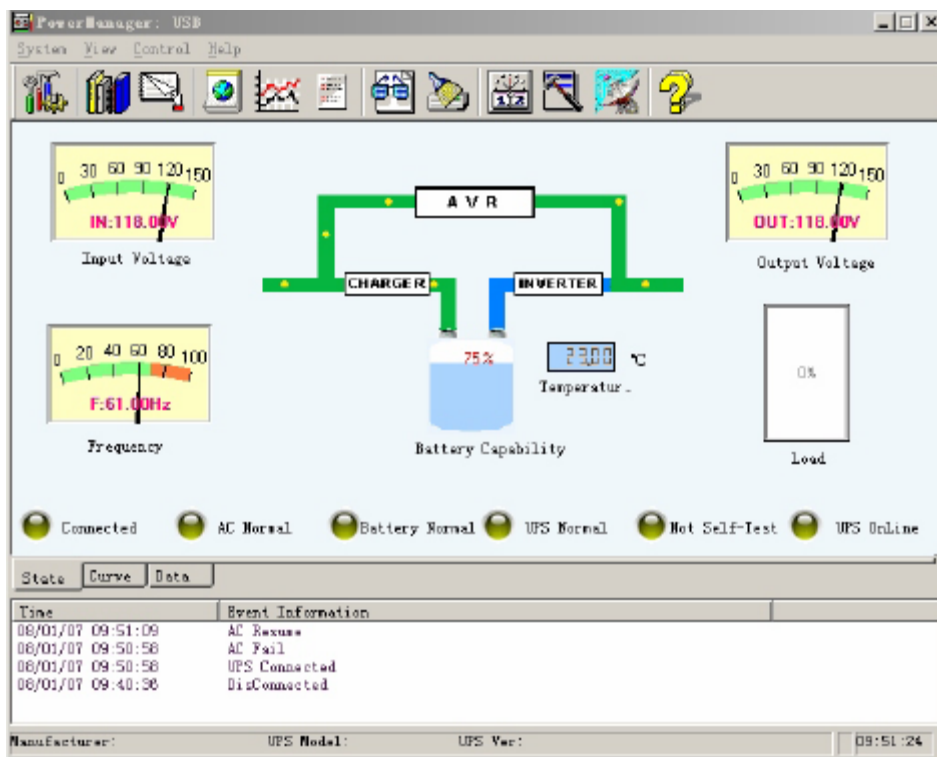 PowerManager: USB
System View Control Help
0 30 60 90 120 150
IN:118.00V
Input Voltage
A V R
0 30 60 90 120 150
OUT:118.00V
Output Voltage
CHARGER
INVERTER
0 20 40 60 80 100
F:61.00Hz
Frequency
75%
Battery Capability
23.00 ℃
Temperatur..
0%
Load
Connected AC Normal Battery Normal UPS Normal Not Self-Test UPS OnLine
State Curve Data
Time Event Information
08/01/07 09:51:09 AC Resume
08/01/07 09:50:58 AC Fail
08/01/07 09:50:58 UPS Connected
08/01/07 09:40:36 DisConnected
Manufacturer: UPS Model: UPS Ver: 09:51:24